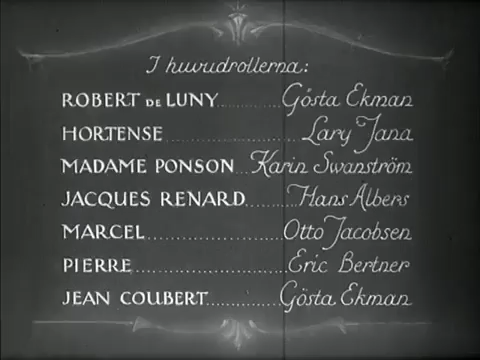 I huvudrollerna:
ROBERT DE LUNY............Gösta Ekman
HORTENSE....................Lary Jana
MADAME PONSON...Karin Swanström
JACQUES RENARD.........Hans Albers
MARCEL....................Otto Jacobsen
PIERRE.......................Eric Bertner
JEAN COUBERT...........Gösta Ekman